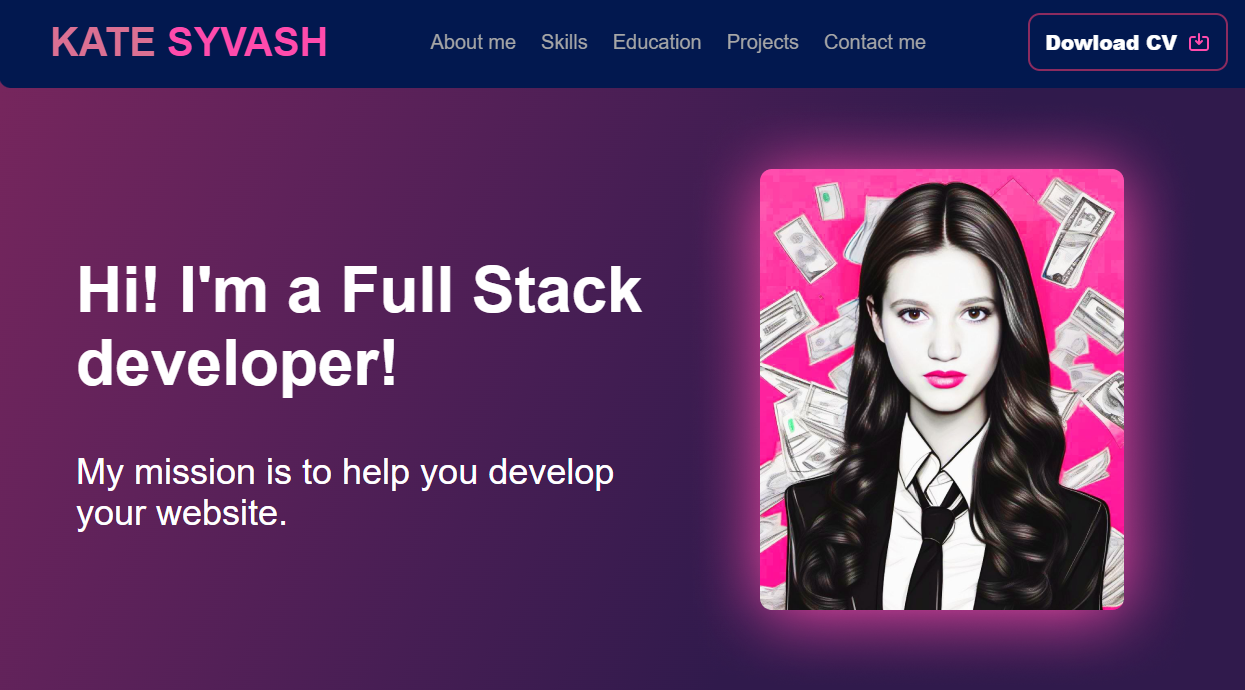 KATE SYVASH
About me
Skills
Education
Projects
Contact me
Dowload CV
Hi! I'm a Full Stack
developer!
My mission is to help you develop
your website.